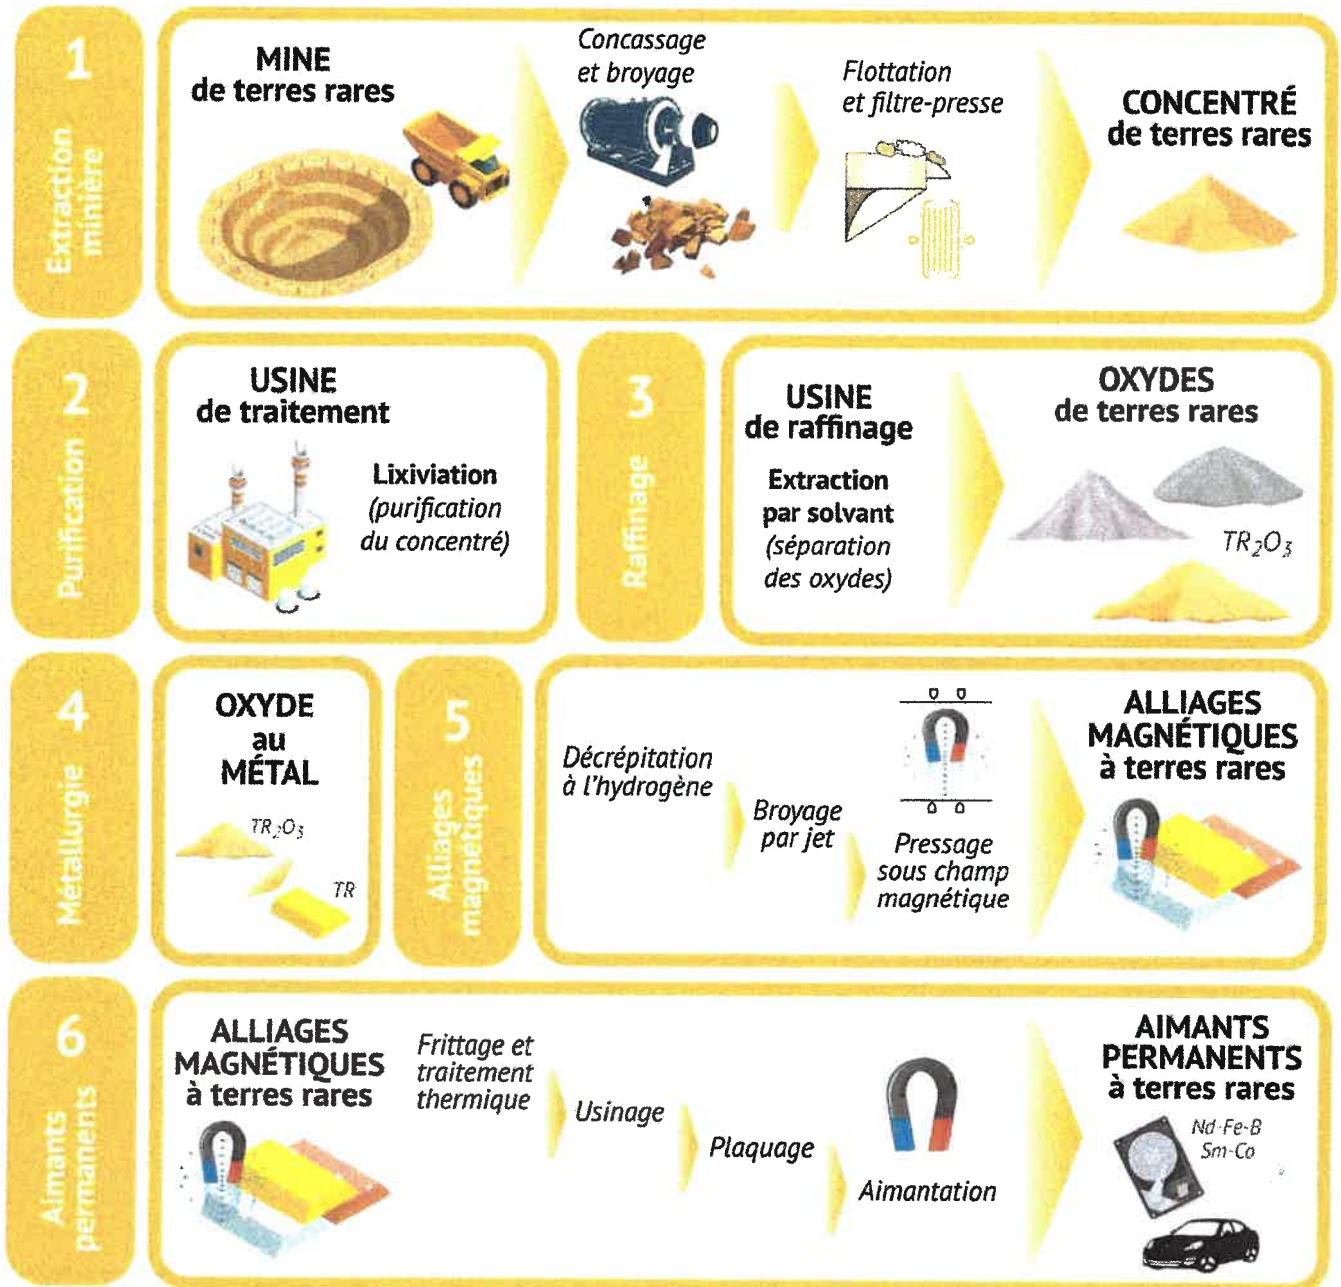 1
Extraction
minière
MINE
de terres rares
Concassage
et broyage
Flottation
et filtre-presse
CONCENTRÉ
de terres rares
2
Purification
USINE
de traitement
Lixiviation
(purification
du concentré)
3
Raffinage
USINE
de raffinage
Extraction
par solvant
(séparation
des oxydes)
OXYDES
de terres rares
TR₂O₃
4
Métallurgie
OXYDE
au
MÉTAL
TR₂O₃
TR
5
Alliages
magnétiques
Décrépitation
à l'hydrogène
Broyage
par jet
Pressage
sous champ
magnétique
ALLIAGES
MAGNÉTIQUES
à terres rares
6
Aimants
permanents
ALLIAGES
MAGNÉTIQUES
à terres rares
Frittage et
traitement
thermique
Usinage
Plaquage
Aimantation
AIMANTS
PERMANENTS
à terres rares
Nd-Fe-B
Sm-Co